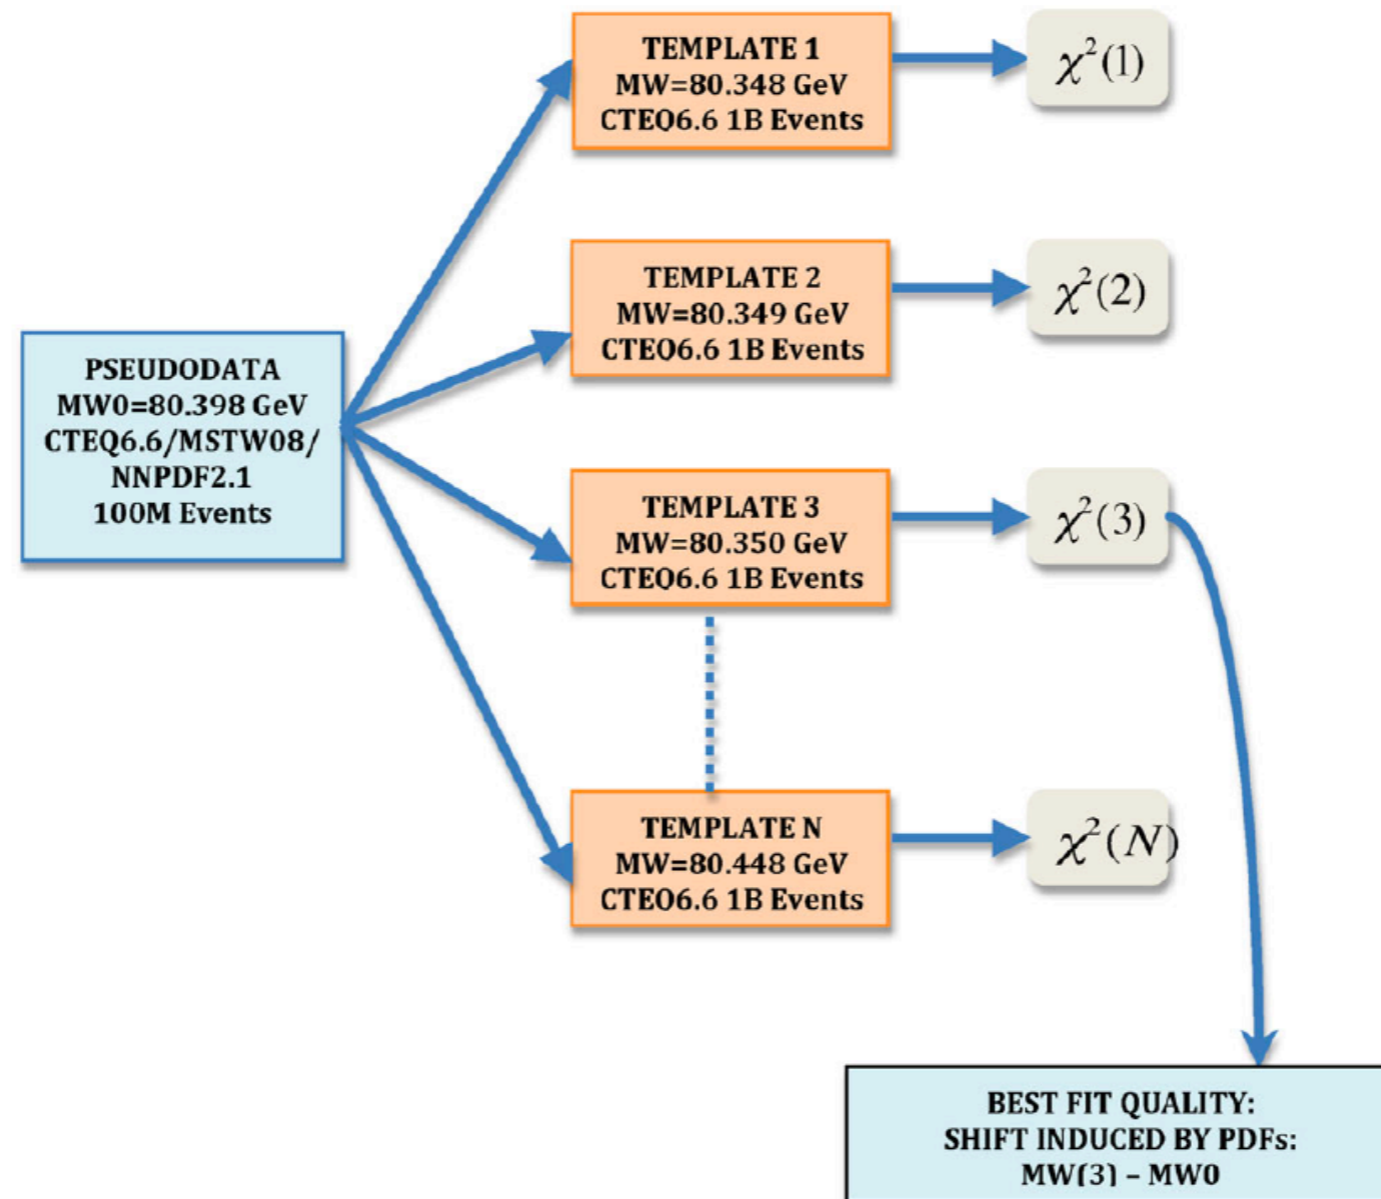 TEMPLATE 1
MW=80.348 GeV
CTEQ6.6 1B Events
χ²(1)
TEMPLATE 2
MW=80.349 GeV
CTEQ6.6 1B Events
χ²(2)
PSEUDODATA
MW0=80.398 GeV
CTEQ6.6/MSTW08/
NNPDF2.1
100M Events
TEMPLATE 3
MW=80.350 GeV
CTEQ6.6 1B Events
χ²(3)
TEMPLATE N
MW=80.448 GeV
CTEQ6.6 1B Events
χ²(N)
BEST FIT QUALITY:
SHIFT INDUCED BY PDFs:
MW(3) – MW0